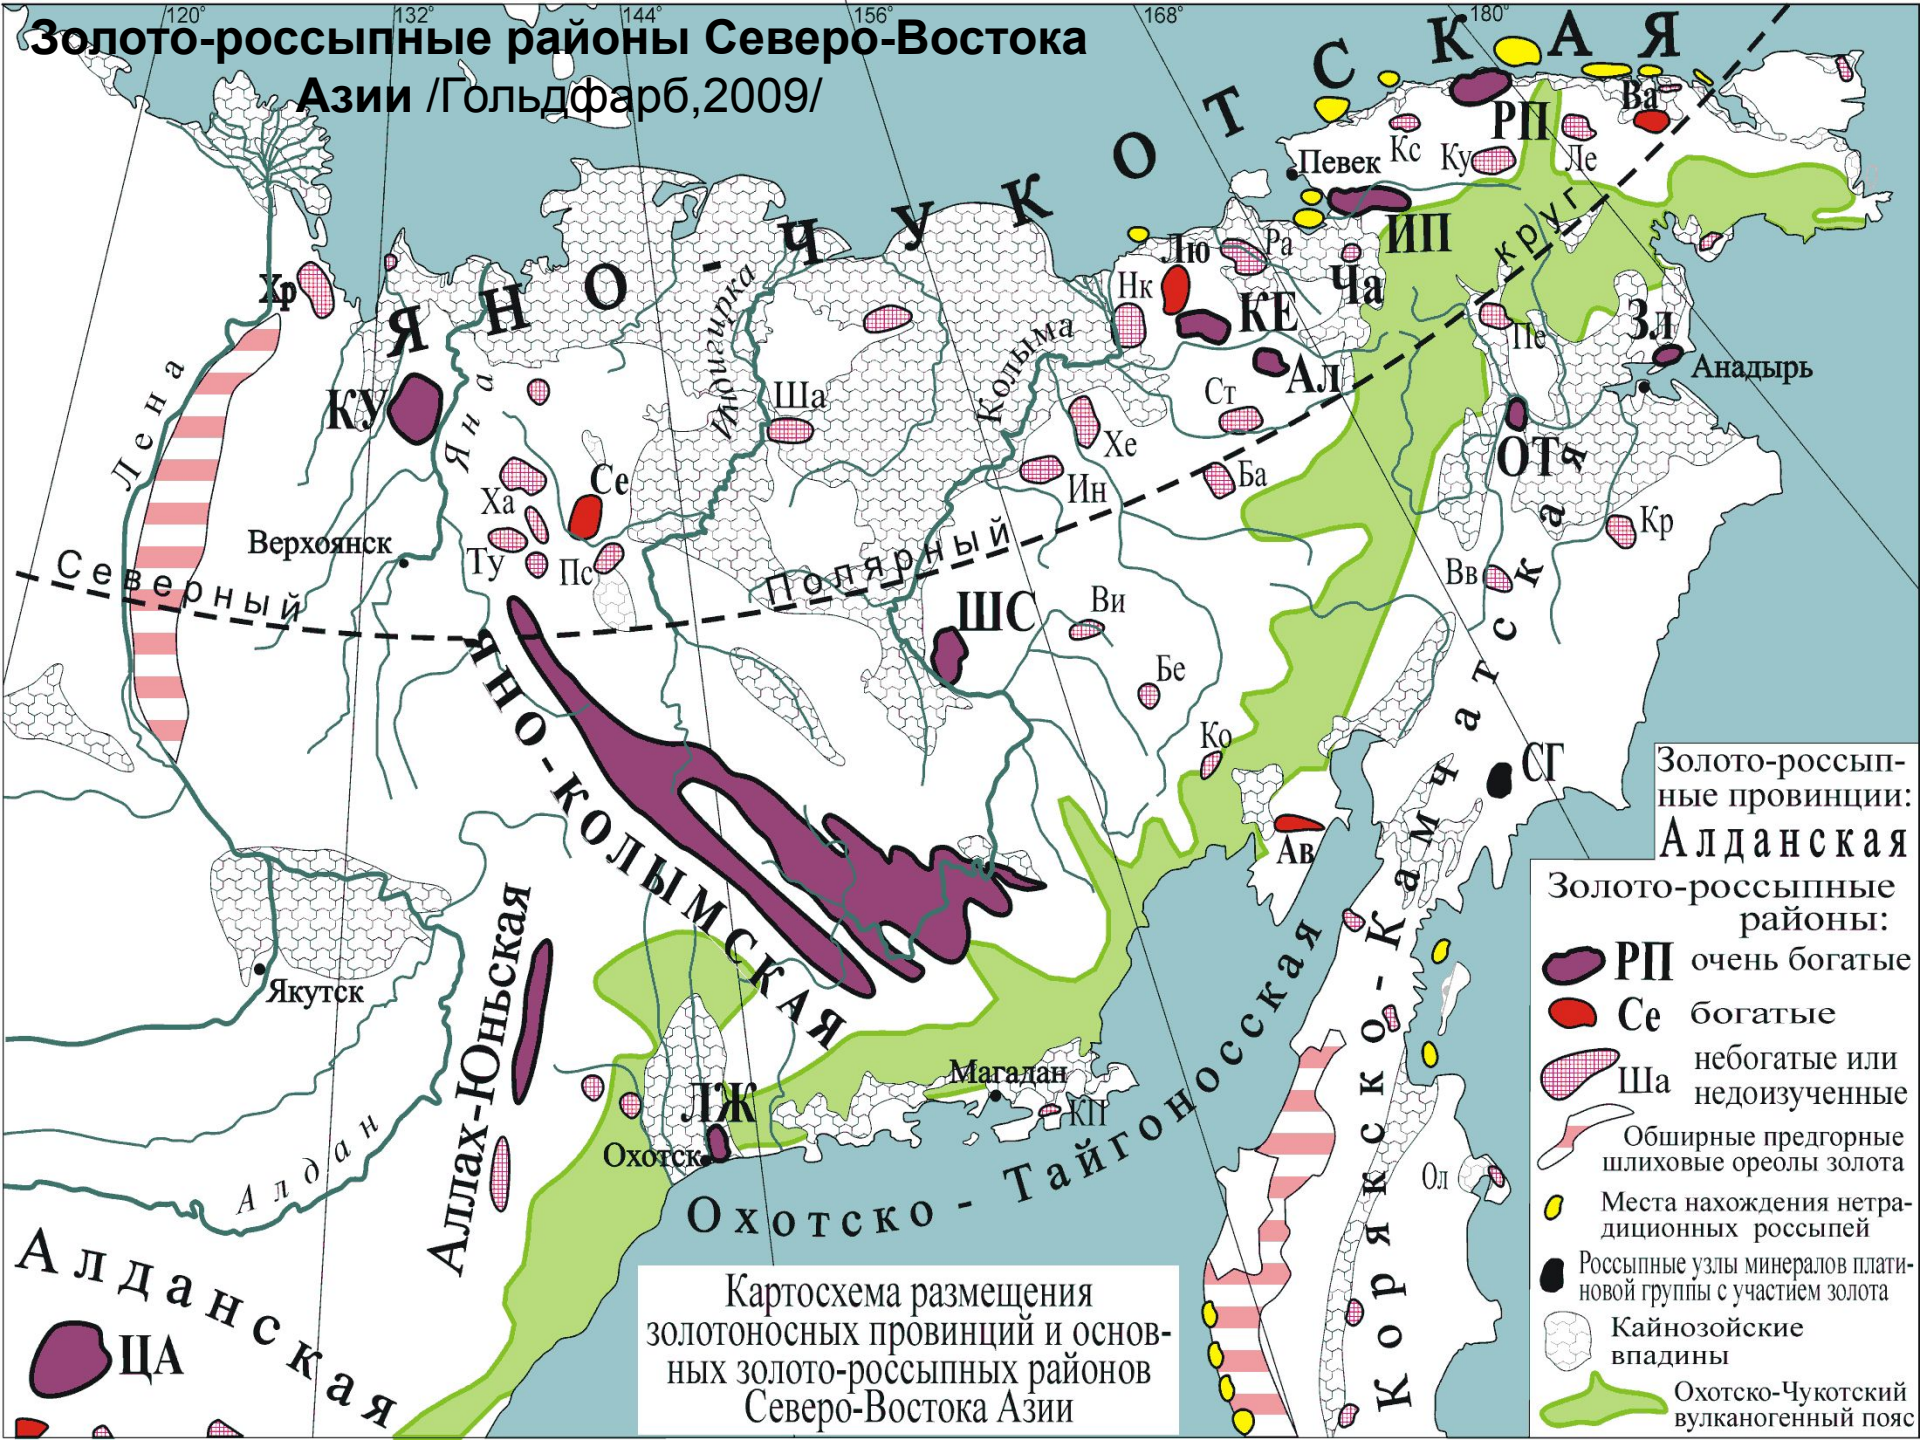 120°
132°
144°
156°
168°
180°
Золото-россыпные районы Северо-Востока
Азии /Гольдфарб,2009/
ЯНО-ЧУКОТСКАЯ
Ва
РП
Певек
Кс
Ку
Ле
ИП
круг
Лю
Ра
Ча
Нк
КЕ
Хр
Зл
Пе
Анадырь
Индигирка
Колыма
Лена
Яна
КУ
Ша
Ал
Ст
Хе
ОТ
Ха
Се
Ин
Ба
Кр
Верхоянск
Ту
Пс
Вв
Северный
Полярный
ШС
Ви
Бе
Ко
СГ
Ав
ЯНО-КОЛЫМСКАЯ
Корякско-Камчатская
Якутск
Аллах-Юньская
Алдан
Магадан
КП
ЛЖ
Охотск
Ол
Охотско-Тайгоносская
Алданская
ЦА
Картосхема размещения
золотоносных провинций и основ-
ных золото-россыпных районов
Северо-Востока Азии
Золото-россып-
ные провинции:
Алданская
Золото-россыпные
районы:
РП очень богатые
Се богатые
Ша небогатые или
недоизученные
Обширные предгорные
шлиховые ореолы золота
Места нахождения нетра-
диционных россыпей
Россыпные узлы минералов плати-
новой группы с участием золота
Кайнозойские
впадины
Охотско-Чукотский
вулканогенный пояс